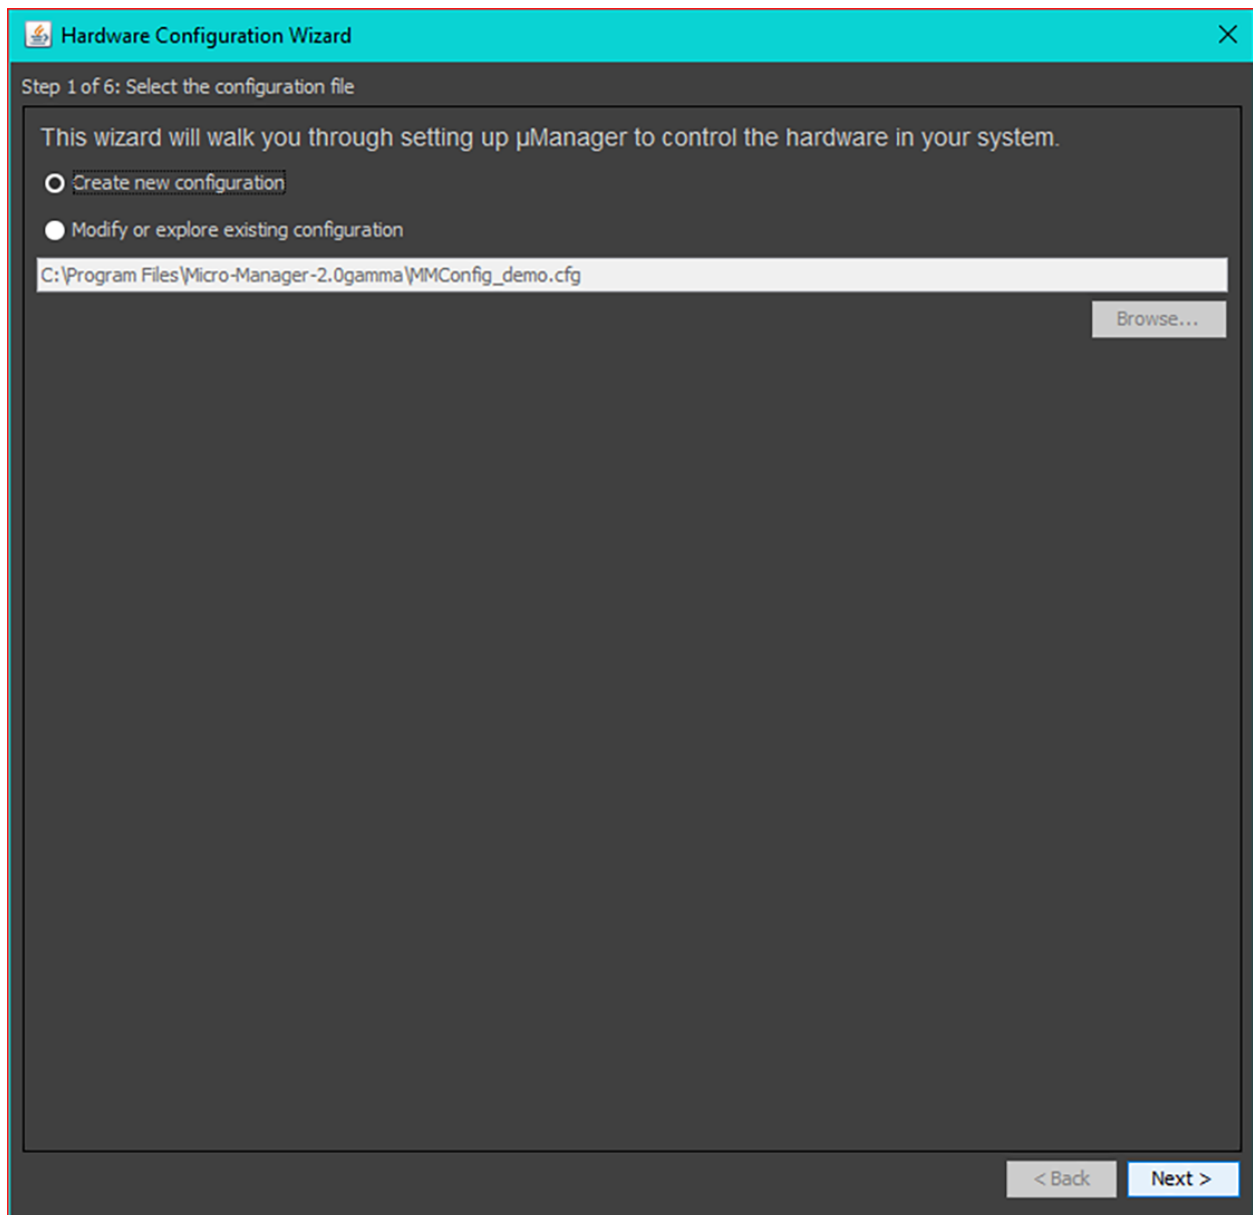 Hardware Configuration Wizard
Step 1 of 6: Select the configuration file
This wizard will walk you through setting up µManager to control the hardware in your system.
Create new configuration
Modify or explore existing configuration
C:\Program Files\Micro-Manager-2.0gamma\MMConfig_demo.cfg
Browse...
< Back
Next >